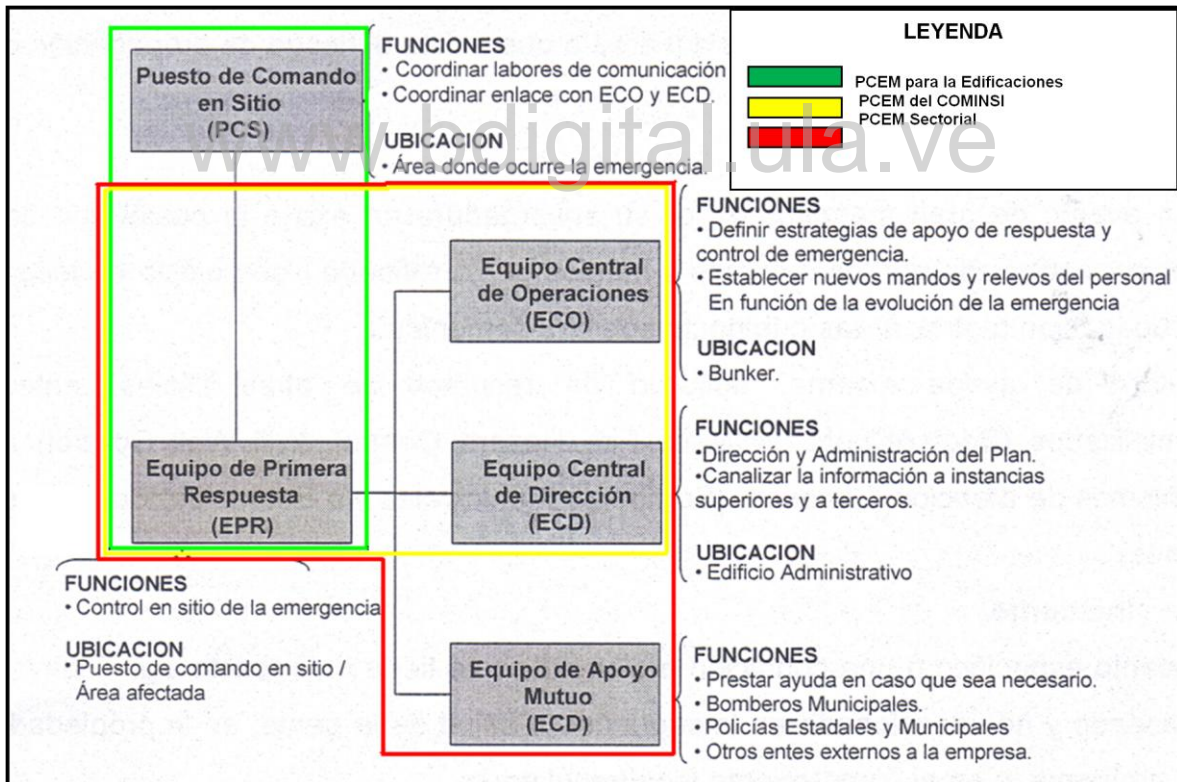 Puesto de Comando
en Sitio
(PCS)
FUNCIONES
• Coordinar labores de comunicación
• Coordinar enlace con ECO y ECD.
UBICACION
• Área donde ocurre la emergencia.
LEYENDA
PCEM para la Edificaciones
PCEM del COMINSI
PCEM Sectorial
www.bdigital.ula.ve
Equipo Central
de Operaciones
(ECO)
FUNCIONES
• Definir estrategias de apoyo de respuesta y
control de emergencia.
• Establecer nuevos mandos y relevos del personal
En función de la evolución de la emergencia
UBICACION
• Bunker.
Equipo de Primera
Respuesta
(EPR)
FUNCIONES
• Control en sitio de la emergencia
UBICACION
• Puesto de comando en sitio /
Área afectada
Equipo Central
de Dirección
(ECD)
FUNCIONES
•Dirección y Administración del Plan.
•Canalizar la información a instancias
superiores y a terceros.
UBICACION
• Edificio Administrativo
Equipo de Apoyo
Mutuo
(ECD)
FUNCIONES
• Prestar ayuda en caso que sea necesario.
• Bomberos Municipales.
• Policías Estadales y Municipales
• Otros entes externos a la empresa.